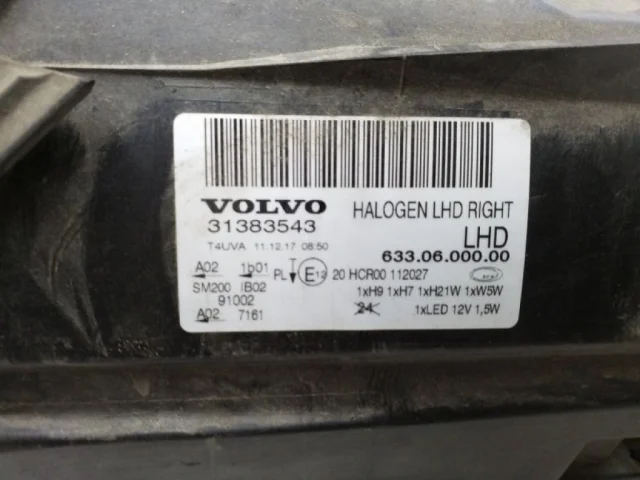 VOLVO HALOGEN LHD RIGHT
31383543 LHD
T4UVA 11.12.17 08:50 633.06.000.00
A02 1b01 PL E 20 HCR00 112027
SM200 IB02 1xH9 1xH7 1xH21W 1xW5W
91002
A02 7161 24 1xLED 12V 1,5W